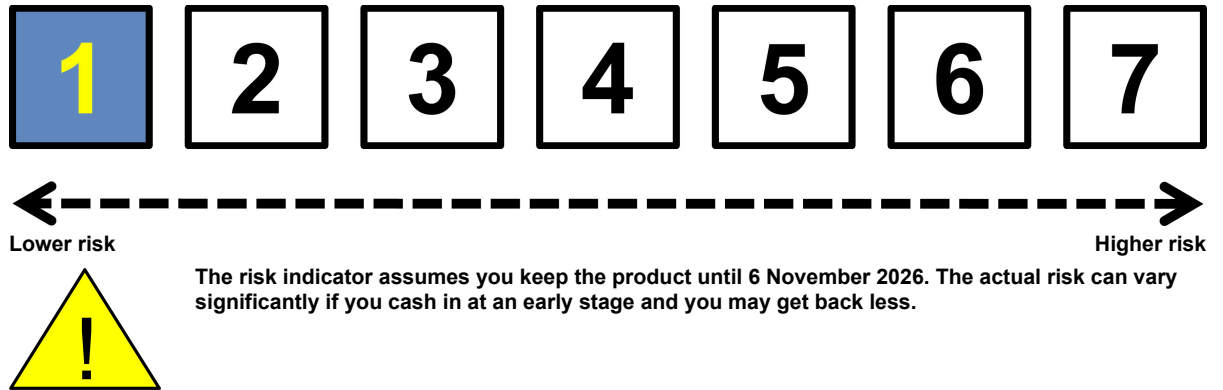 1 2 3 4 5 6 7
Lower risk Higher risk
The risk indicator assumes you keep the product until 6 November 2026. The actual risk can vary
significantly if you cash in at an early stage and you may get back less.
!